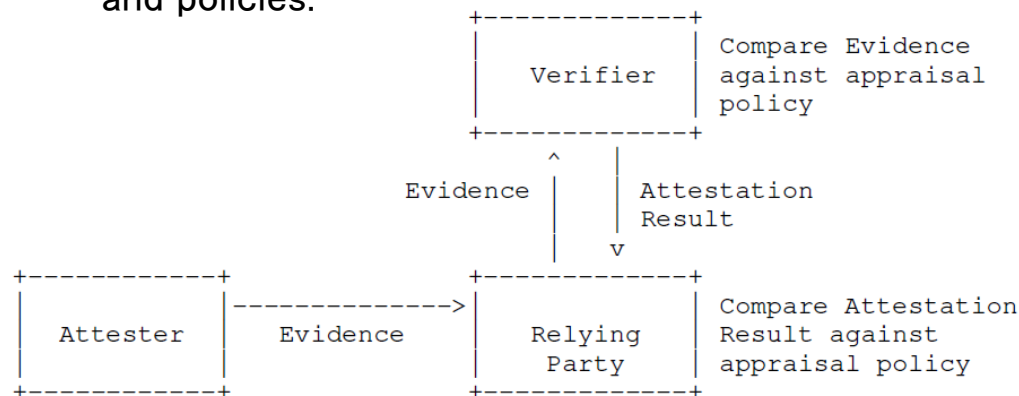 and policies.
Verifier
Compare Evidence
against appraisal
policy
Evidence
Attestation
Result
Attester
Evidence
Relying
Party
Compare Attestation
Result against
appraisal policy